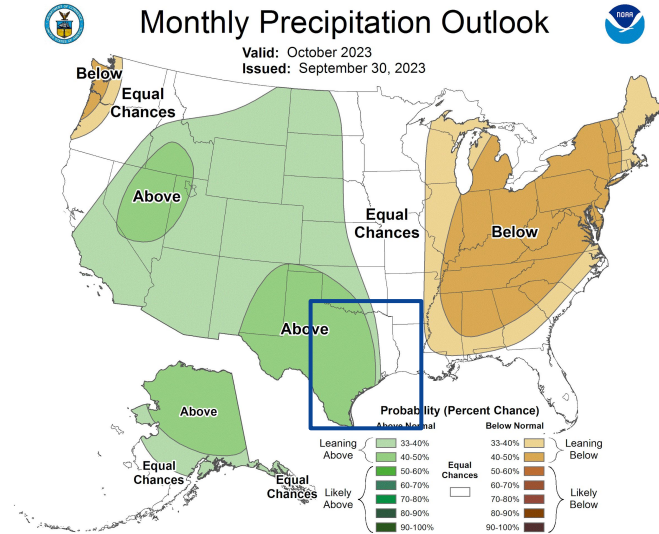 Monthly Precipitation Outlook
NOAA
Valid: October 2023
Issued: September 30, 2023
Below
Equal
Chances
Above
Equal
Chances
Below
Above
Above
Equal
Chances
Equal
Chances
Probability (Percent Chance)
Above Normal Below Normal
Leaning
Above
33-40%
40-50%
50-60%
60-70%
70-80%
80-90%
90-100%
Likely
Above
Equal
Chances
33-40%
40-50%
50-60%
60-70%
70-80%
80-90%
90-100%
Leaning
Below
Likely
Below